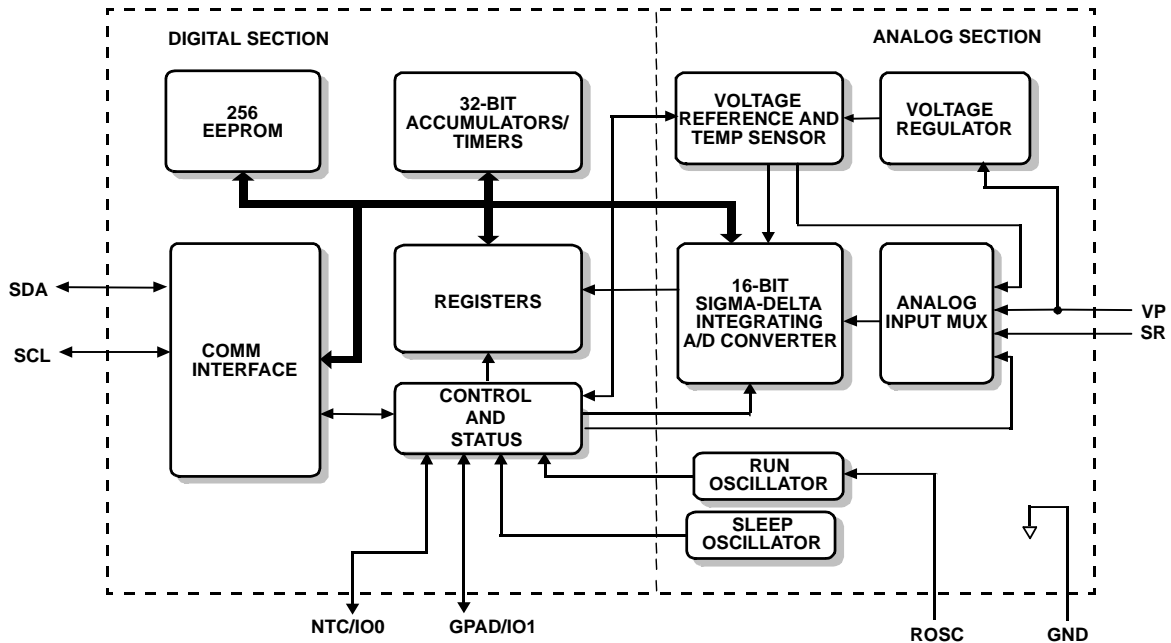 DIGITAL SECTION
ANALOG SECTION
256
EEPROM
32-BIT
ACCUMULATORS/
TIMERS
VOLTAGE
REFERENCE AND
TEMP SENSOR
VOLTAGE
REGULATOR
SDA
SCL
COMM
INTERFACE
REGISTERS
16-BIT
SIGMA-DELTA
INTEGRATING
A/D CONVERTER
ANALOG
INPUT MUX
VP
SR
CONTROL
AND
STATUS
RUN
OSCILLATOR
SLEEP
OSCILLATOR
NTC/IO0
GPAD/IO1
ROSC
GND